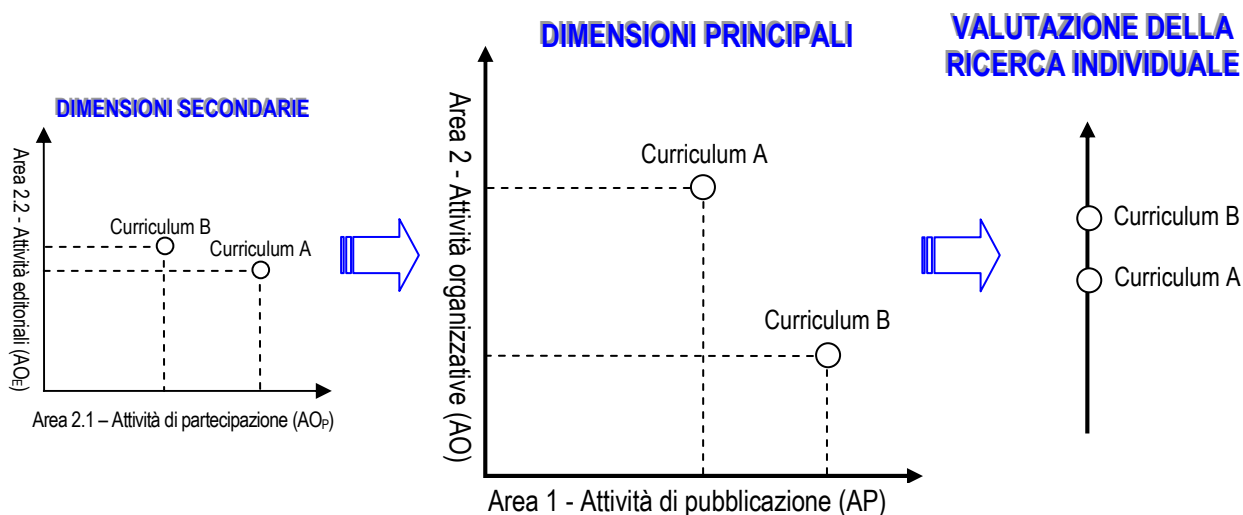 DIMENSIONI SECONDARIE
Area 2.2 - Attività editoriali (AOE)
Curriculum B
Curriculum A
Area 2.1 – Attività di partecipazione (AOP)
DIMENSIONI PRINCIPALI
Area 2 - Attività organizzative (AO)
Curriculum A
Curriculum B
Area 1 - Attività di pubblicazione (AP)
VALUTAZIONE DELLA
RICERCA INDIVIDUALE
Curriculum B
Curriculum A